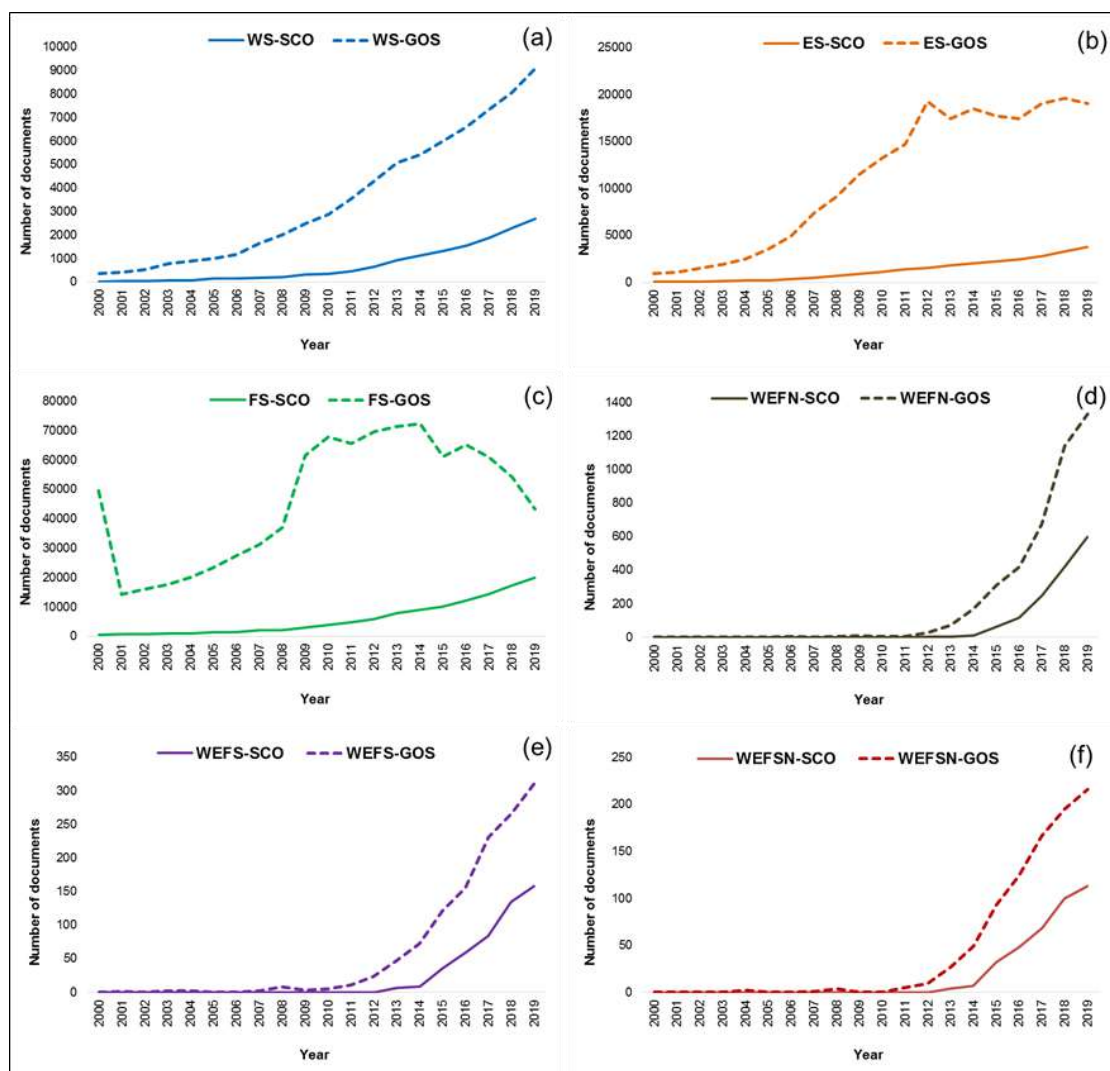 WS-SCO WS-GOS (a)
10000
9000
8000
7000
6000
5000
4000
3000
2000
1000
0
Number of documents
2000 2001 2002 2003 2004 2005 2006 2007 2008 2009 2010 2011 2012 2013 2014 2015 2016 2017 2018 2019
Year
ES-SCO ES-GOS (b)
25000
20000
15000
10000
5000
0
Number of documents
2000 2001 2002 2003 2004 2005 2006 2007 2008 2009 2010 2011 2012 2013 2014 2015 2016 2017 2018 2019
Year
FS-SCO FS-GOS (c)
80000
70000
60000
50000
40000
30000
20000
10000
0
Number of documents
2000 2001 2002 2003 2004 2005 2006 2007 2008 2009 2010 2011 2012 2013 2014 2015 2016 2017 2018 2019
Year
WEFN-SCO WEFN-GOS (d)
1400
1200
1000
800
600
400
200
0
Number of documents
2000 2001 2002 2003 2004 2005 2006 2007 2008 2009 2010 2011 2012 2013 2014 2015 2016 2017 2018 2019
Year
WEFS-SCO WEFS-GOS (e)
350
300
250
200
150
100
50
0
Number of documents
2000 2001 2002 2003 2004 2005 2006 2007 2008 2009 2010 2011 2012 2013 2014 2015 2016 2017 2018 2019
Year
WEFSN-SCO WEFSN-GOS (f)
250
200
150
100
50
0
Number of documents
2000 2001 2002 2003 2004 2005 2006 2007 2008 2009 2010 2011 2012 2013 2014 2015 2016 2017 2018 2019
Year